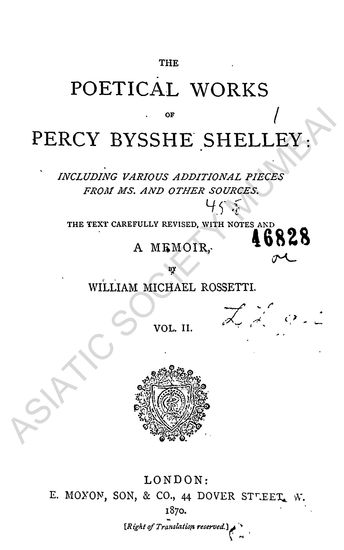 THE
POETICAL WORKS
OF
PERCY BYSSHE SHELLEY:
INCLUDING VARIOUS ADDITIONAL PIECES
FROM MS. AND OTHER SOURCES.
THE TEXT CAREFULLY REVISED, WITH NOTES AND
46828
A MEMOIR,
BY
WILLIAM MICHAEL ROSSETTI.
VOL. II.
LONDON:
E. MOXON, SON, & CO., 44 DOVER STREET, W.
1870.
[Right of Translation reserved.]
ASIATIC SOCIETY MUMBAI